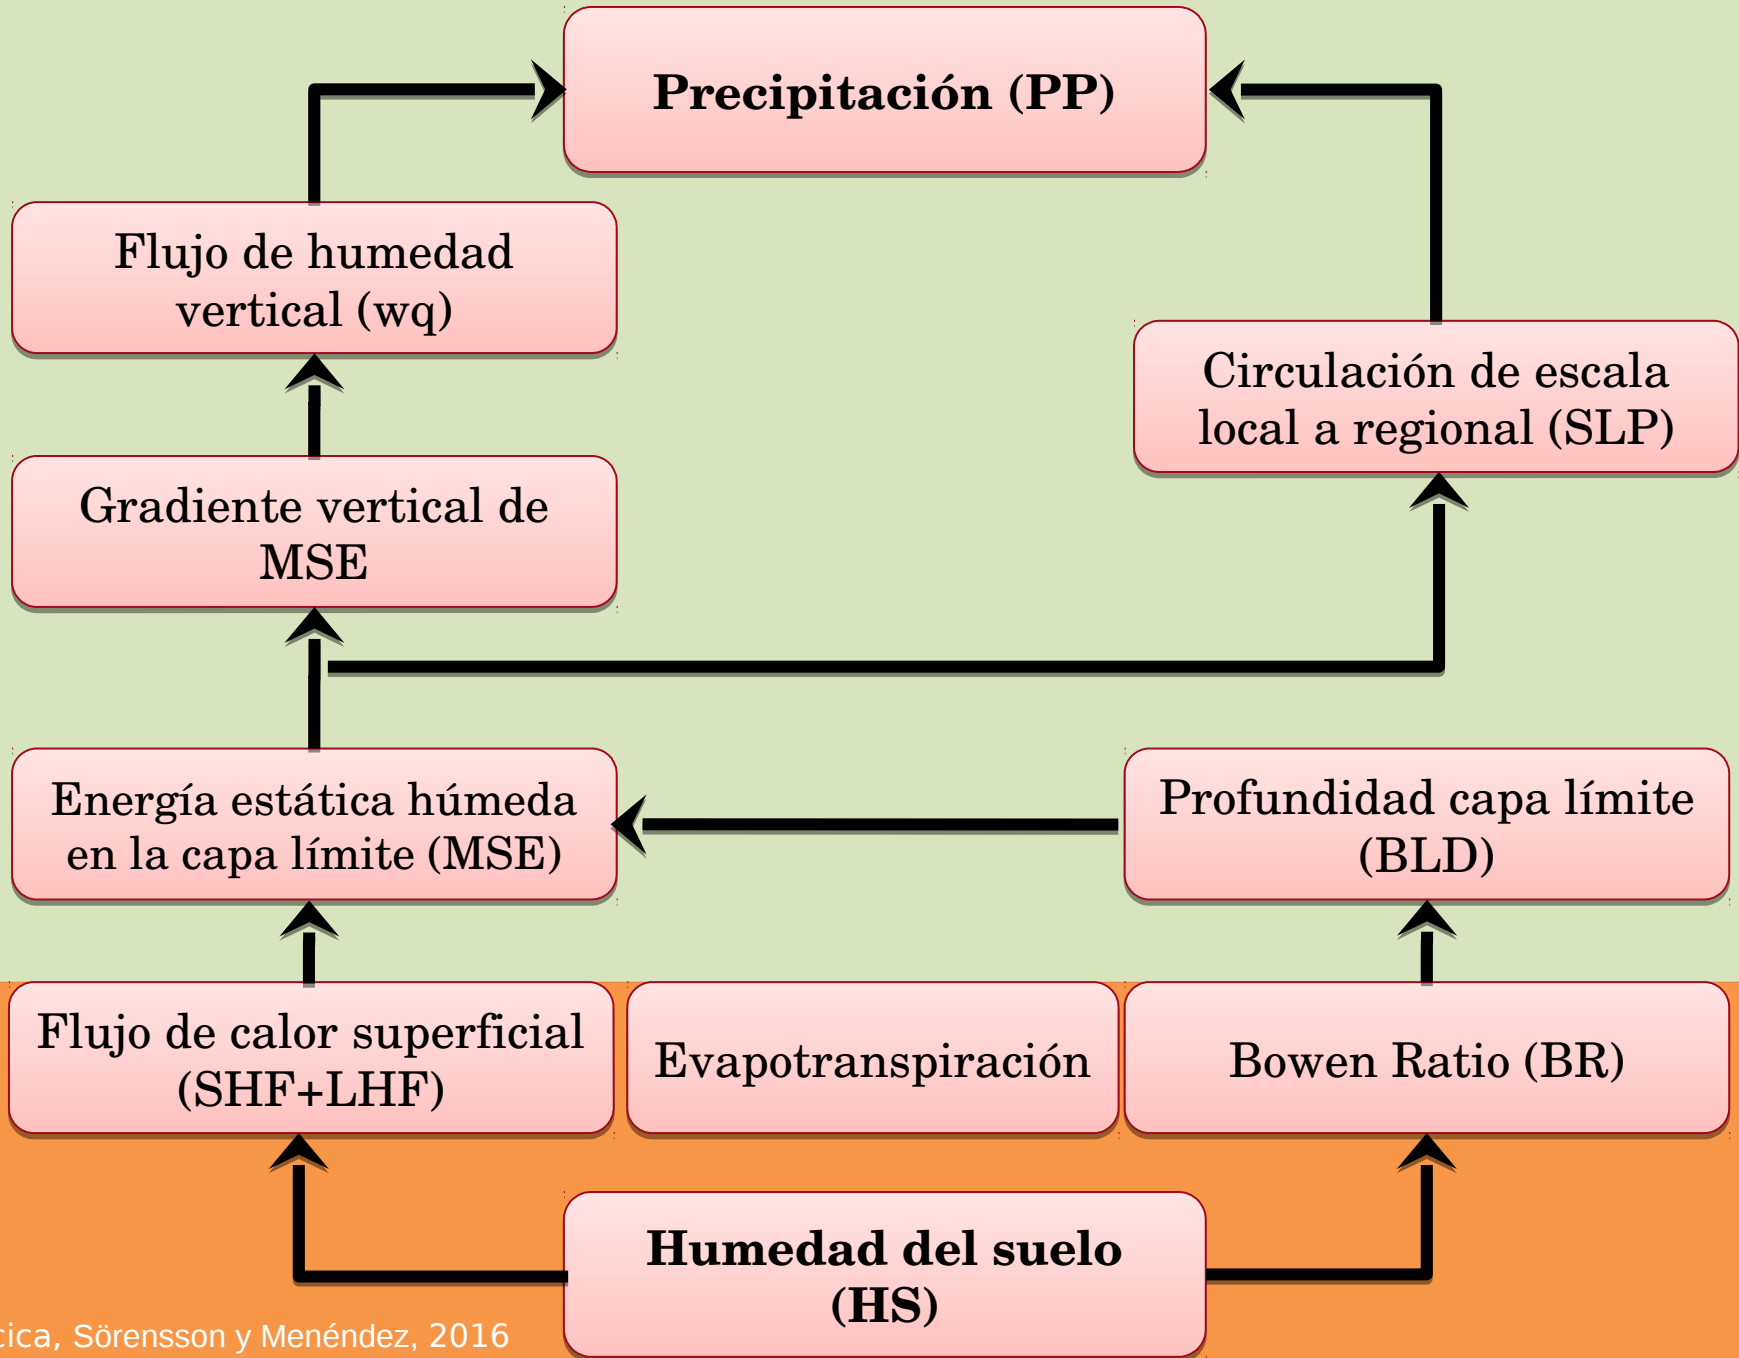 Precipitación (PP)
Flujo de humedad
vertical (wq)
Circulación de escala
local a regional (SLP)
Gradiente vertical de
MSE
Energía estática húmeda
en la capa límite (MSE)
Profundidad capa límite
(BLD)
Flujo de calor superficial
(SHF+LHF)
Evapotranspiración
Bowen Ratio (BR)
Humedad del suelo
(HS)
Sörensson y Menéndez, 2016